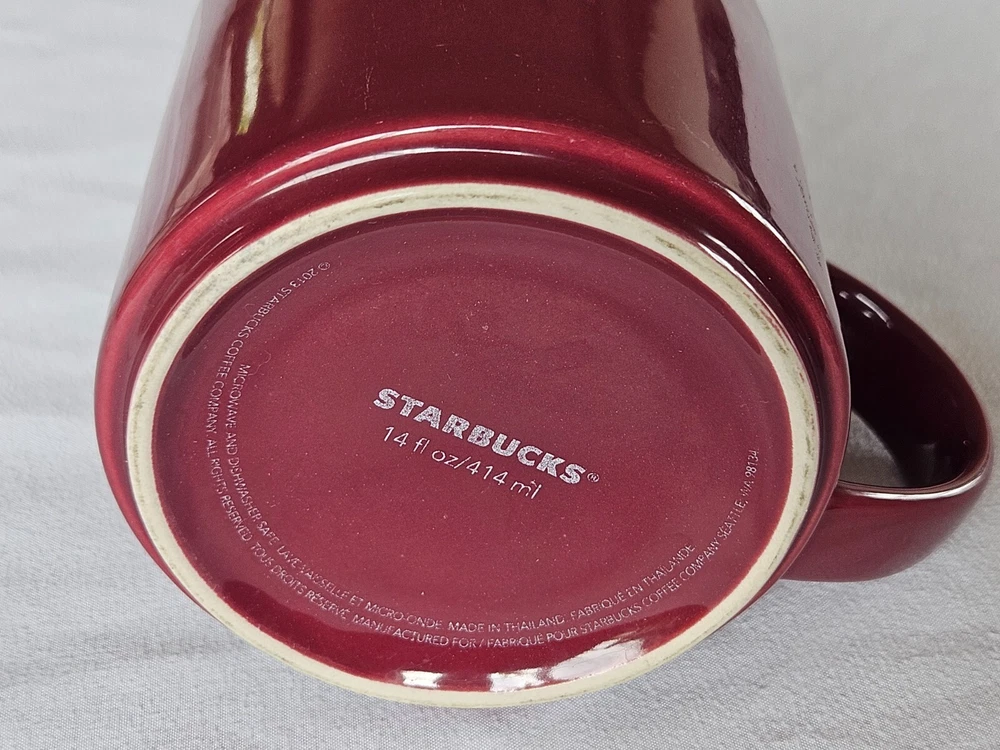 STARBUCKS®
14 fl oz/414 ml
MICROWAVE AND DISHWASHER SAFE. LAVE-VAISSELLE ET MICRO-ONDE. MADE IN THAILAND. FABRIQUÉ EN THAÏLANDE
© 2013 STARBUCKS COFFEE COMPANY. ALL RIGHTS RESERVED. TOUS DROITS RÉSERVÉ. MANUFACTURED FOR / FABRIQUÉ POUR STARBUCKS COFFEE COMPANY SEATTLE, WA 98134